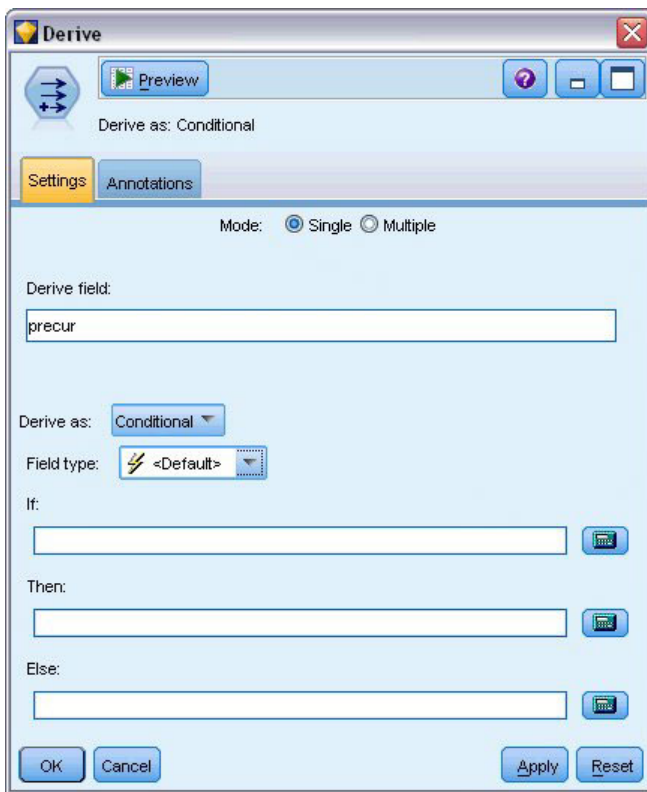 Derive
Preview
?
Derive as: Conditional
Settings Annotations
Mode: Single Multiple
Derive field:
precur
Derive as: Conditional
Field type: <Default>
If:
Then:
Else:
OK Cancel Apply Reset